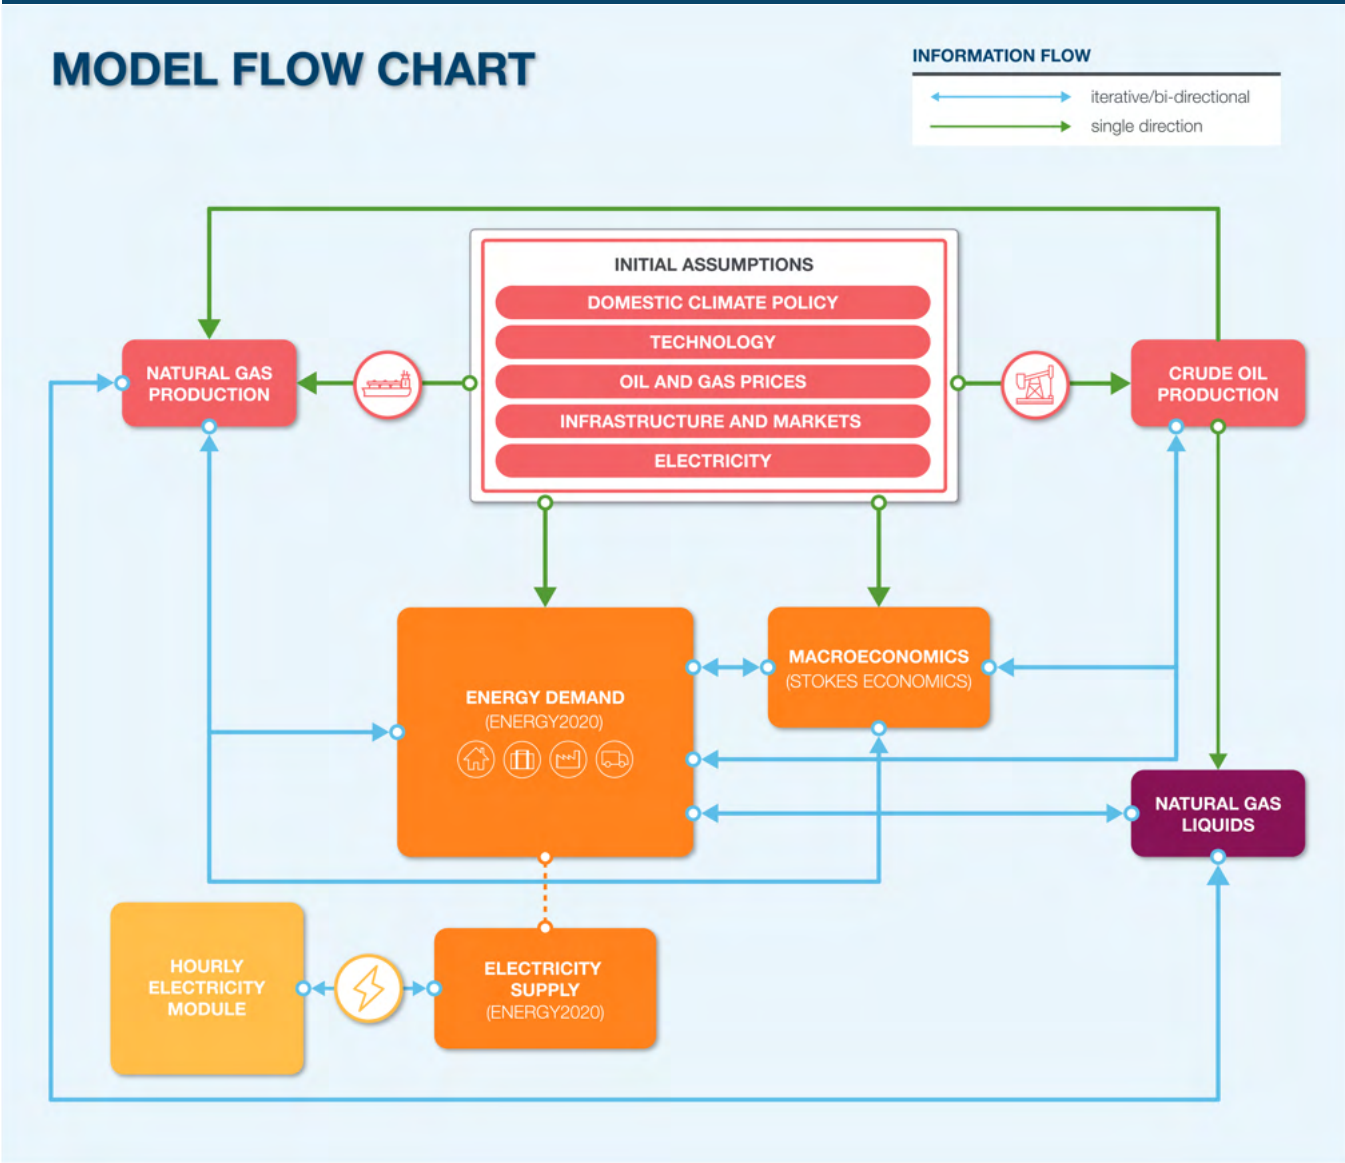 MODEL FLOW CHART
INFORMATION FLOW
iterative/bi-directional
single direction
INITIAL ASSUMPTIONS
DOMESTIC CLIMATE POLICY
TECHNOLOGY
OIL AND GAS PRICES
INFRASTRUCTURE AND MARKETS
ELECTRICITY
NATURAL GAS
PRODUCTION
CRUDE OIL
PRODUCTION
ENERGY DEMAND
(ENERGY2020)
MACROECONOMICS
(STOKES ECONOMICS)
NATURAL GAS
LIQUIDS
HOURLY
ELECTRICITY
MODULE
ELECTRICITY
SUPPLY
(ENERGY2020)